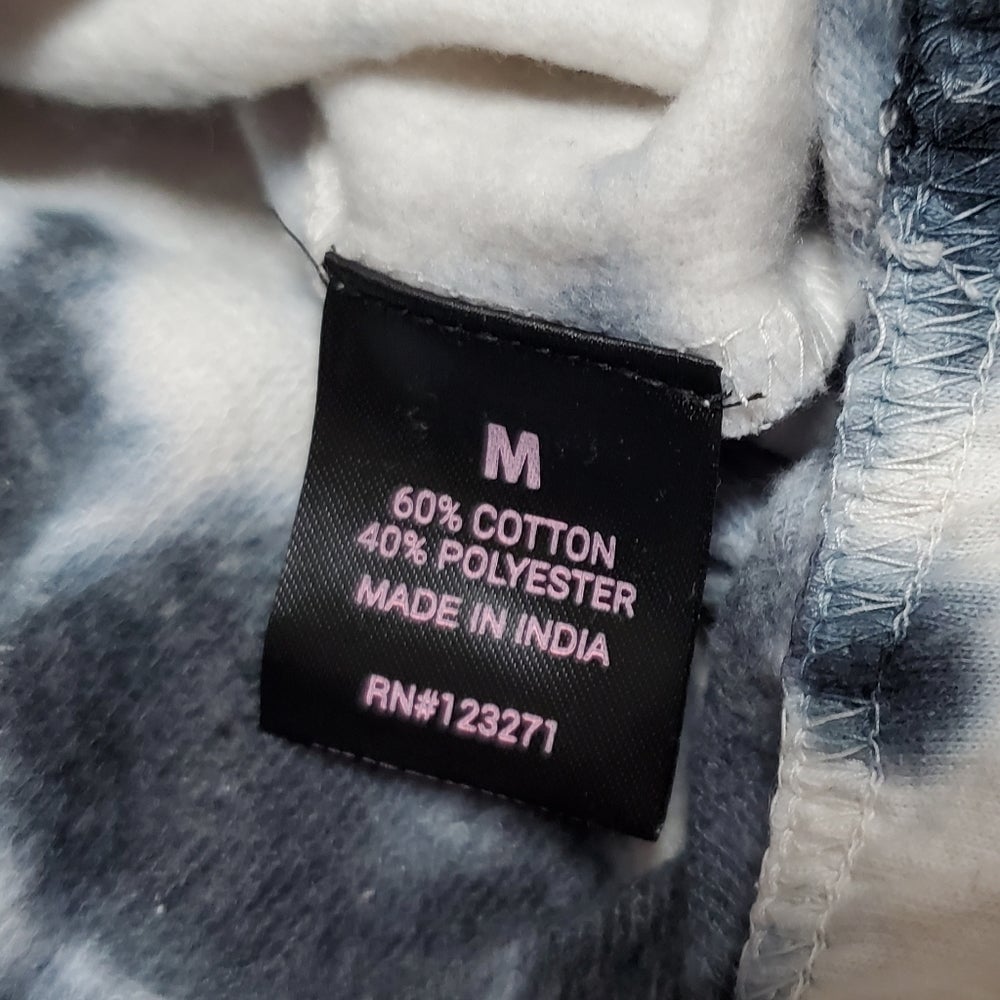 M
60% COTTON
40% POLYESTER
MADE IN INDIA
RN#123271